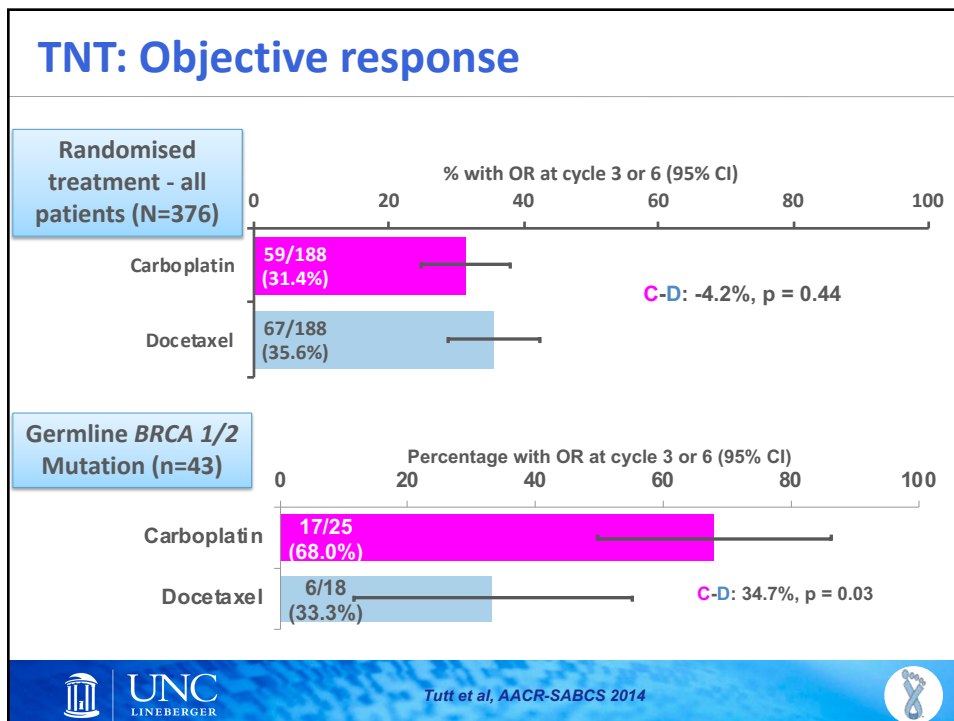 TNT: Objective response
Randomised
treatment - all
patients (N=376)
% with OR at cycle 3 or 6 (95% CI)
0 20 40 60 80 100
Carboplatin
59/188
(31.4%)
C-D: -4.2%, p = 0.44
Docetaxel
67/188
(35.6%)
Germline BRCA 1/2
Mutation (n=43)
Percentage with OR at cycle 3 or 6 (95% CI)
0 20 40 60 80 100
Carboplatin
17/25
(68.0%)
Docetaxel
6/18
(33.3%)
C-D: 34.7%, p = 0.03
UNC
LINEBERGER
Tutt et al, AACR-SABCS 2014